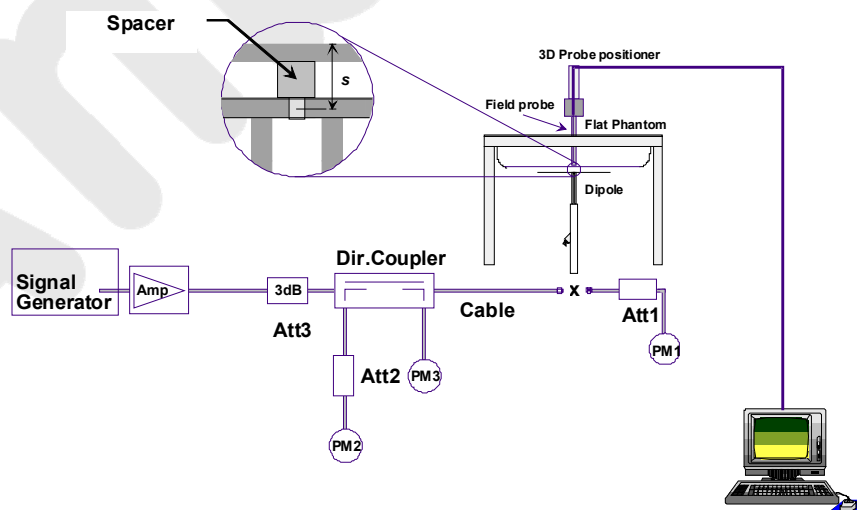 Spacer
s
3D Probe positioner
Field probe
Flat Phantom
Dipole
Dir.Coupler
Signal
Generator
Amp
3dB
Att3
Cable
x
Att1
PM1
Att2
PM3
PM2